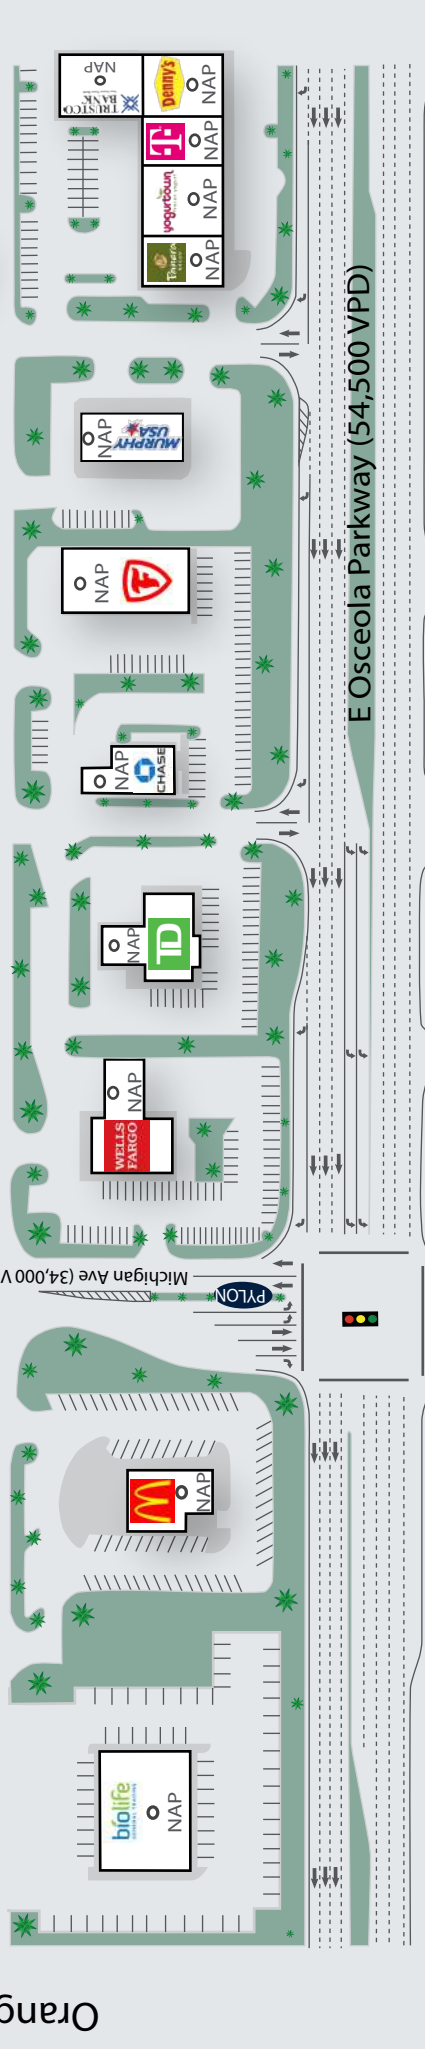 NAP
TRUSTCO
BANK
Denny's
NAP
T
NAP
yogurtown
NAP
Panera
NAP
E Osceola Parkway (54,500 VPD)
NAP
MURPHY
USA
NAP
F
NAP
CHASE
NAP
TD
NAP
WELLS
FARGO
Michigan Ave (34,000 V
PYLON
NAP
biolife
NAP
Orang